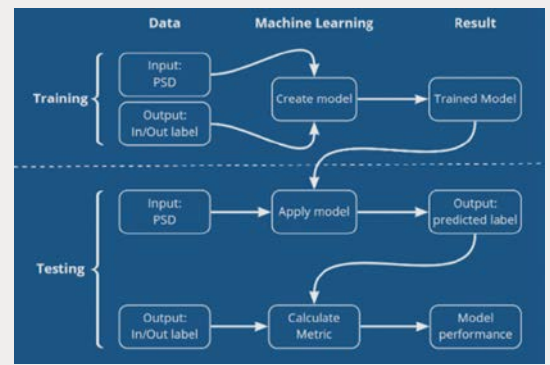 Data
Machine Learning
Result
Training
Input:
PSD
Output:
In/Out label
Create model
Trained Model
Testing
Input:
PSD
Apply model
Output:
predicted label
Output:
In/Out label
Calculate
Metric
Model
performance